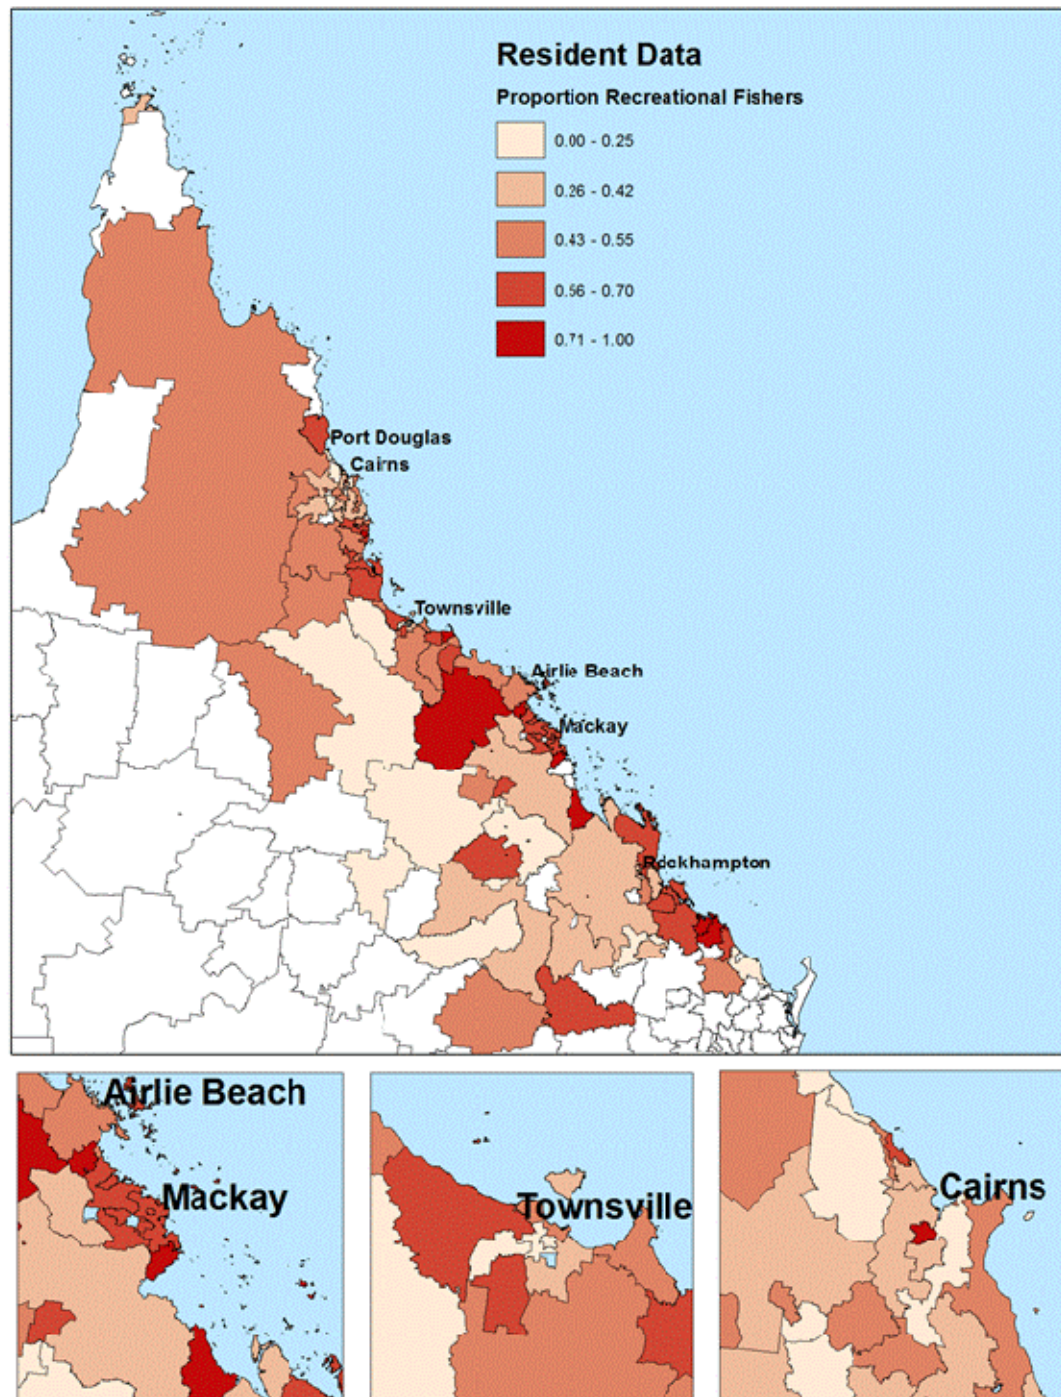 Resident Data
Proportion Recreational Fishers
0.00 - 0.25
0.26 - 0.42
0.43 - 0.55
0.56 - 0.70
0.71 - 1.00
Port Douglas
Cairns
Townsville
Airlie Beach
Mackay
Rockhampton
Airlie Beach
Mackay
Townsville
Cairns